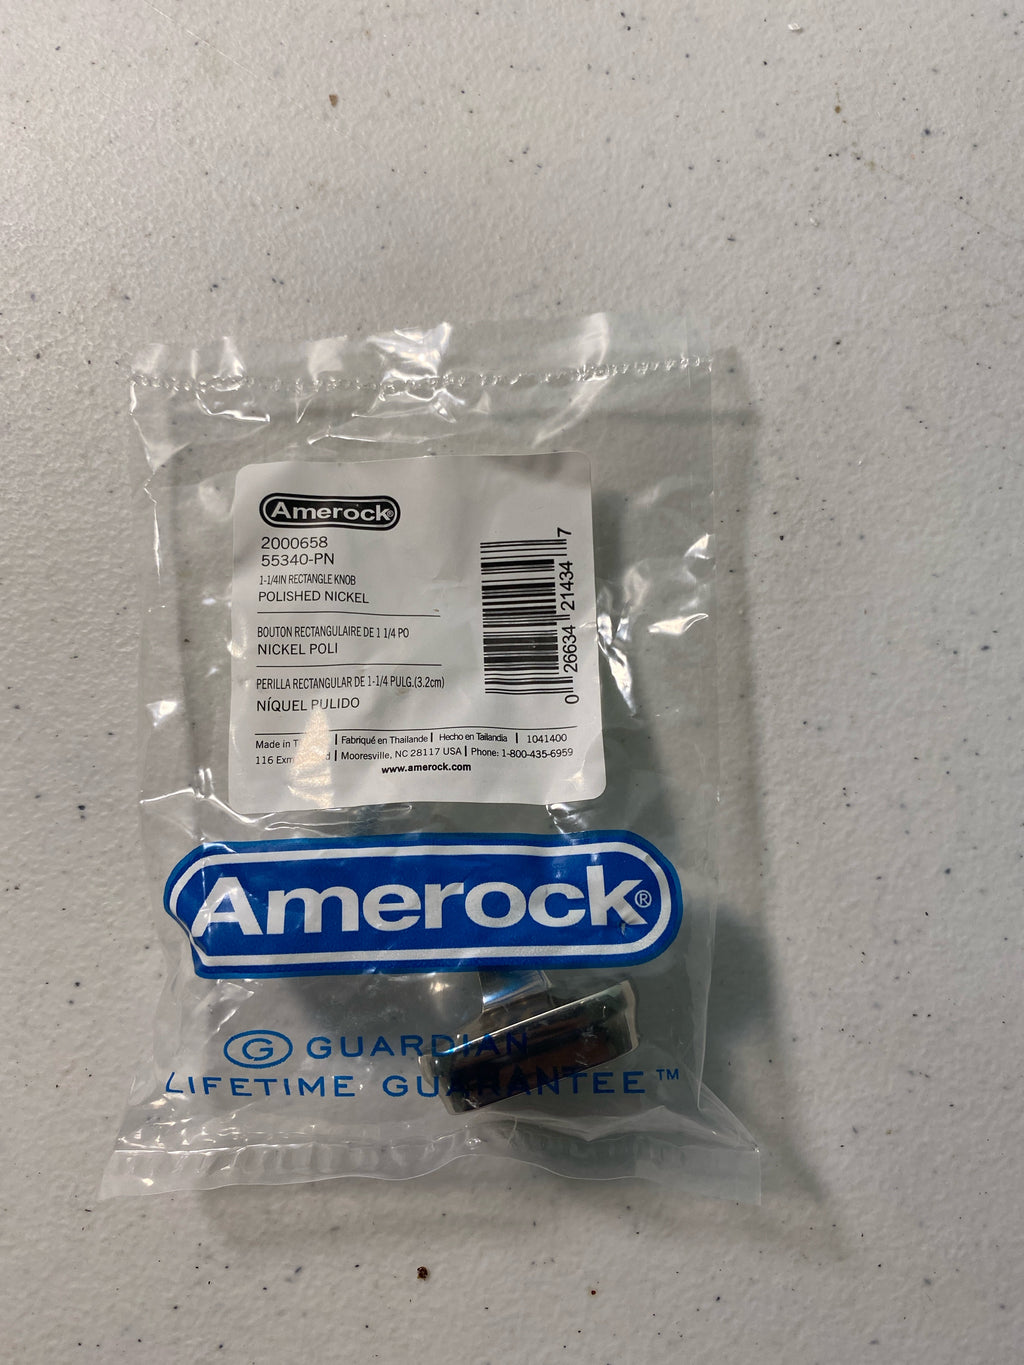 Amerock®
2000658
55340-PN
1-1/4IN RECTANGLE KNOB
POLISHED NICKEL
BOUTON RECTANGULAIRE DE 1 1/4 PO
NICKEL POLI
PERILLA RECTANGULAR DE 1-1/4 PULG.(3.2cm)
NÍQUEL PULIDO
Made in | Fabriqué en Thailande | Hecho en Tailandia | 1041400
116 | Mooresville, NC 28117 USA | Phone: 1-800-435-6959
www.amerock.com
0 26634 21434 7
Amerock®
G GUARDIAN
LIFETIME GUARANTEE™